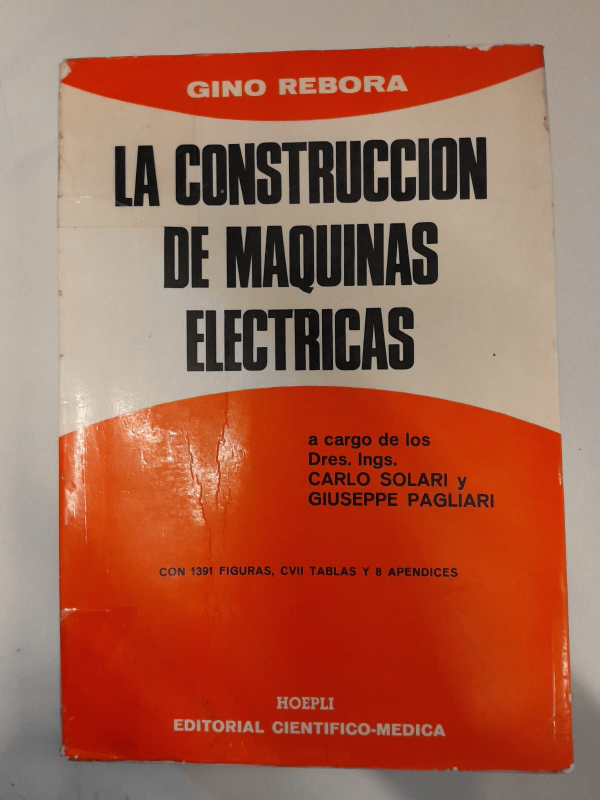 GINO REBORA
LA CONSTRUCCION
DE MAQUINAS
ELECTRICAS
a cargo de los
Dres. Ings.
CARLO SOLARI y
GIUSEPPE PAGLIARI
CON 1391 FIGURAS, CVII TABLAS Y 8 APENDICES
HOEPLI
EDITORIAL CIENTIFICO-MEDICA